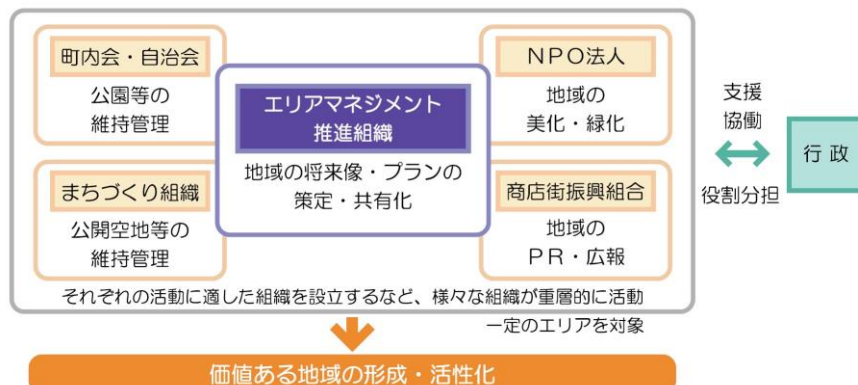 町内会・自治会
公園等の
維持管理
NPO法人
地域の
美化・緑化
エリアマネジメント
推進組織
地域の将来像・プランの
策定・共有化
まちづくり組織
公開空地等の
維持管理
商店街振興組合
地域の
PR・広報
それぞれの活動に適した組織を設立するなど、様々な組織が重層的に活動
一定のエリアを対象
支援
協働
役割分担
行政
価値ある地域の形成・活性化